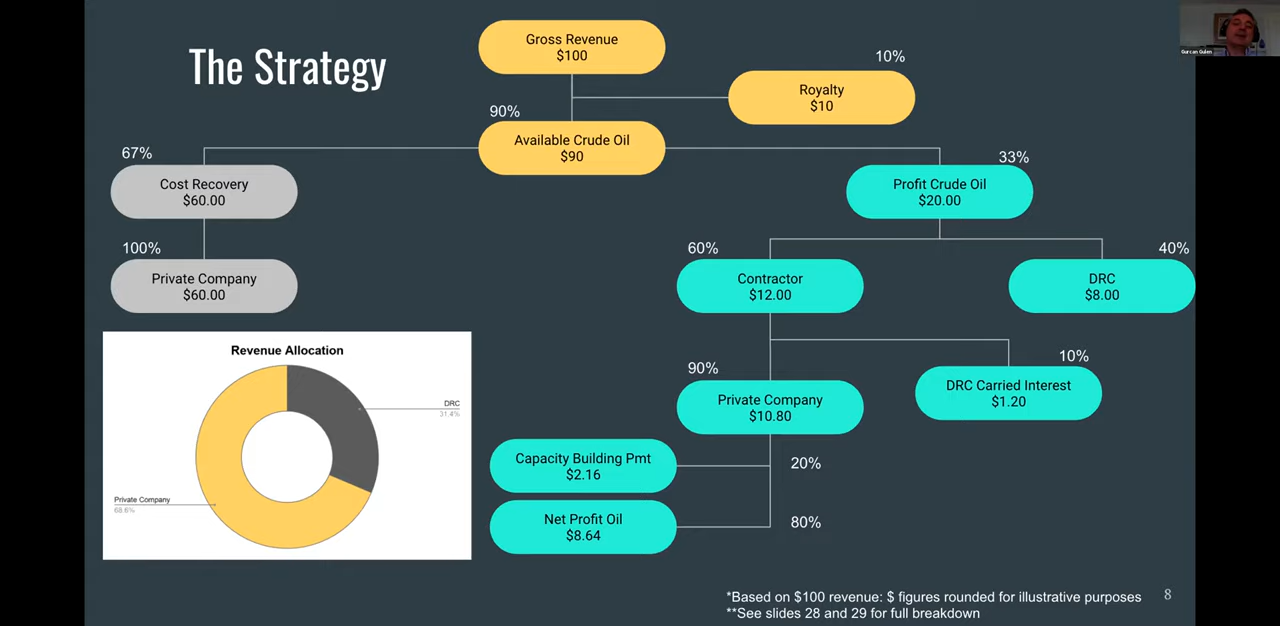 The Strategy
Gross Revenue
$100
10%
Royalty
$10
90%
Available Crude Oil
$90
67%
Cost Recovery
$60.00
33%
Profit Crude Oil
$20.00
100%
Private Company
$60.00
60%
Contractor
$12.00
40%
DRC
$8.00
90%
Private Company
$10.80
10%
DRC Carried Interest
$1.20
Capacity Building Pmt
$2.16
20%
Net Profit Oil
$8.64
80%
Revenue Allocation
DRC
31.4%
Private Company
68.6%
*Based on $100 revenue: $ figures rounded for illustrative purposes
**See slides 28 and 29 for full breakdown
8
Gurcan Gulen